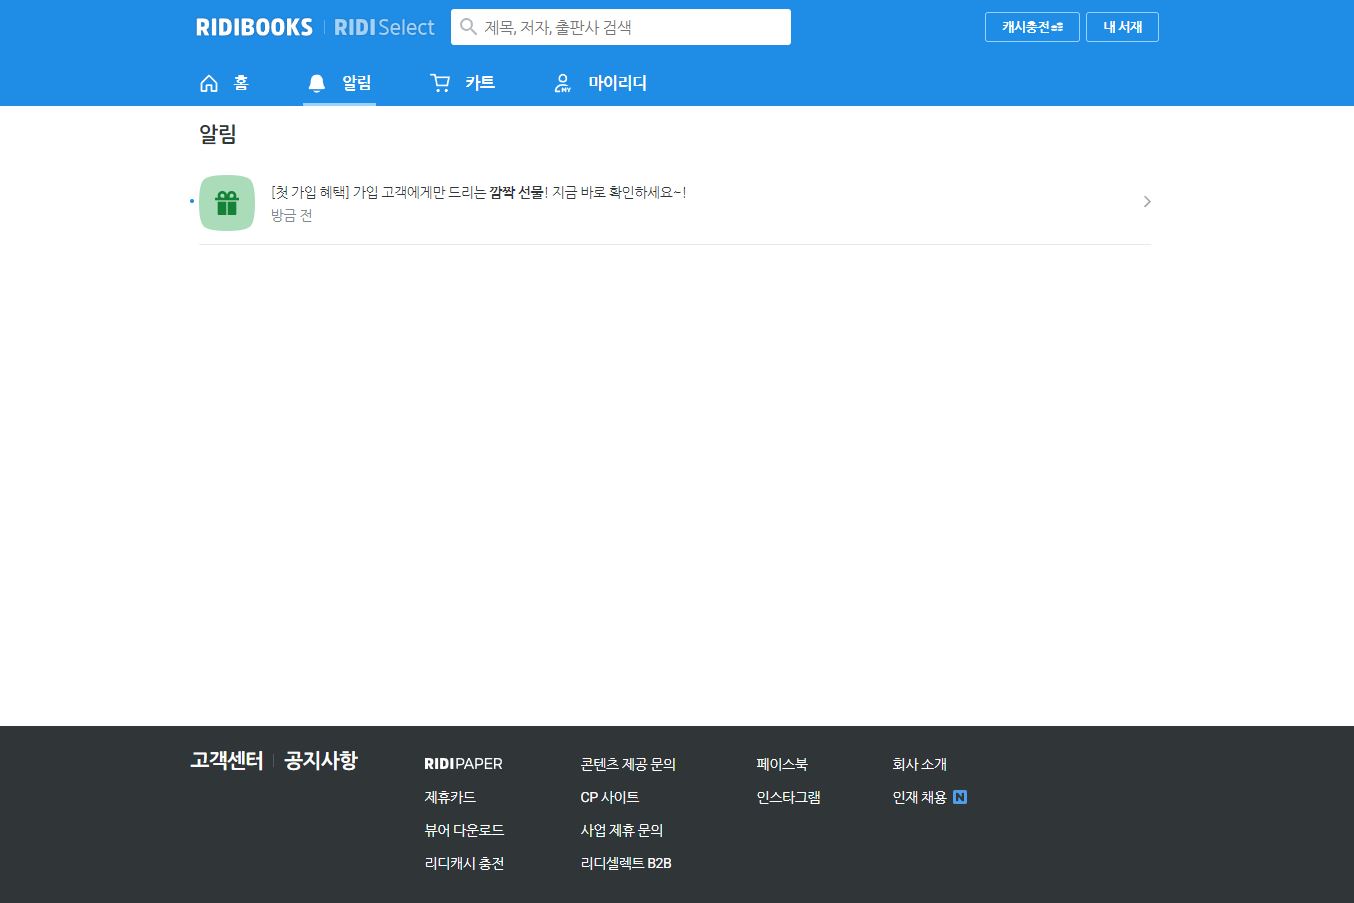 RIDIBOOKS RIDI Select 제목, 저자, 출판사 검색 캐시충전 내 서재
홈 알림 카트 MY 마이리디
알림
[첫 가입 혜택] 가입 고객에게만 드리는 깜짝 선물! 지금 바로 확인하세요~!
방금 전
고객센터 공지사항
RIDIPAPER 콘텐츠 제공 문의 페이스북 회사 소개
제휴카드 CP 사이트 인스타그램 인재 채용 N
뷰어 다운로드 사업 제휴 문의
리디캐시 충전 리디셀렉트 B2B